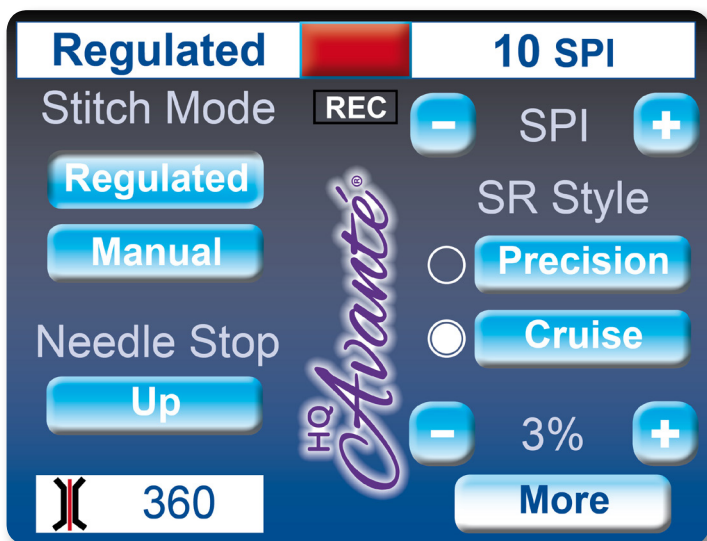 Regulated
10 SPI
Stitch Mode
REC
-
SPI
+
Regulated
Manual
SR Style
Precision
Cruise
Needle Stop
Up
HQ Avanté®
-
3%
+
360
More